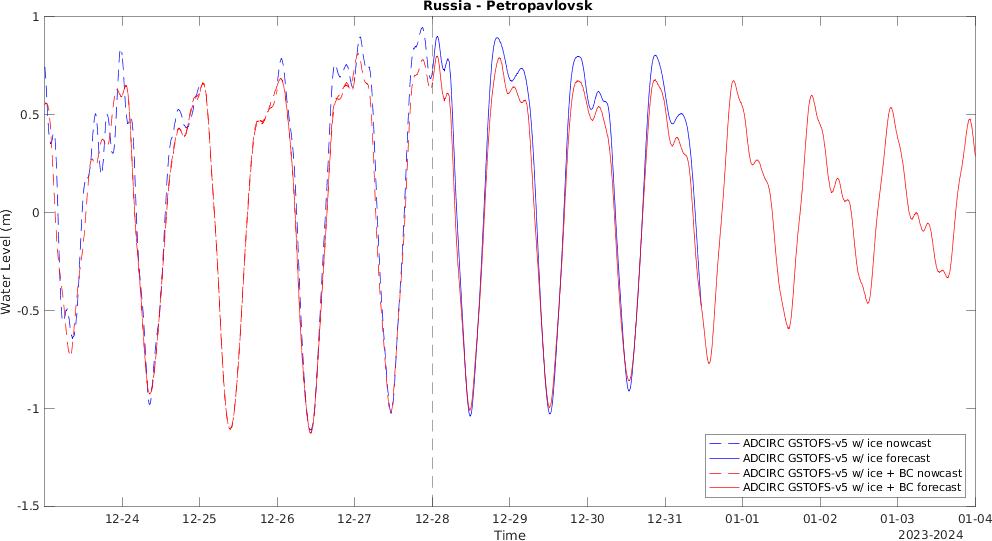 Russia - Petropavlovsk
1
0.5
0
-0.5
-1
-1.5
Water Level (m)
ADCIRC GSTOFS-v5 w/ ice nowcast
ADCIRC GSTOFS-v5 w/ ice forecast
ADCIRC GSTOFS-v5 w/ ice + BC nowcast
ADCIRC GSTOFS-v5 w/ ice + BC forecast
12-24 12-25 12-26 12-27 12-28 12-29 12-30 12-31 01-01 01-02 01-03 01-04
Time
2023-2024